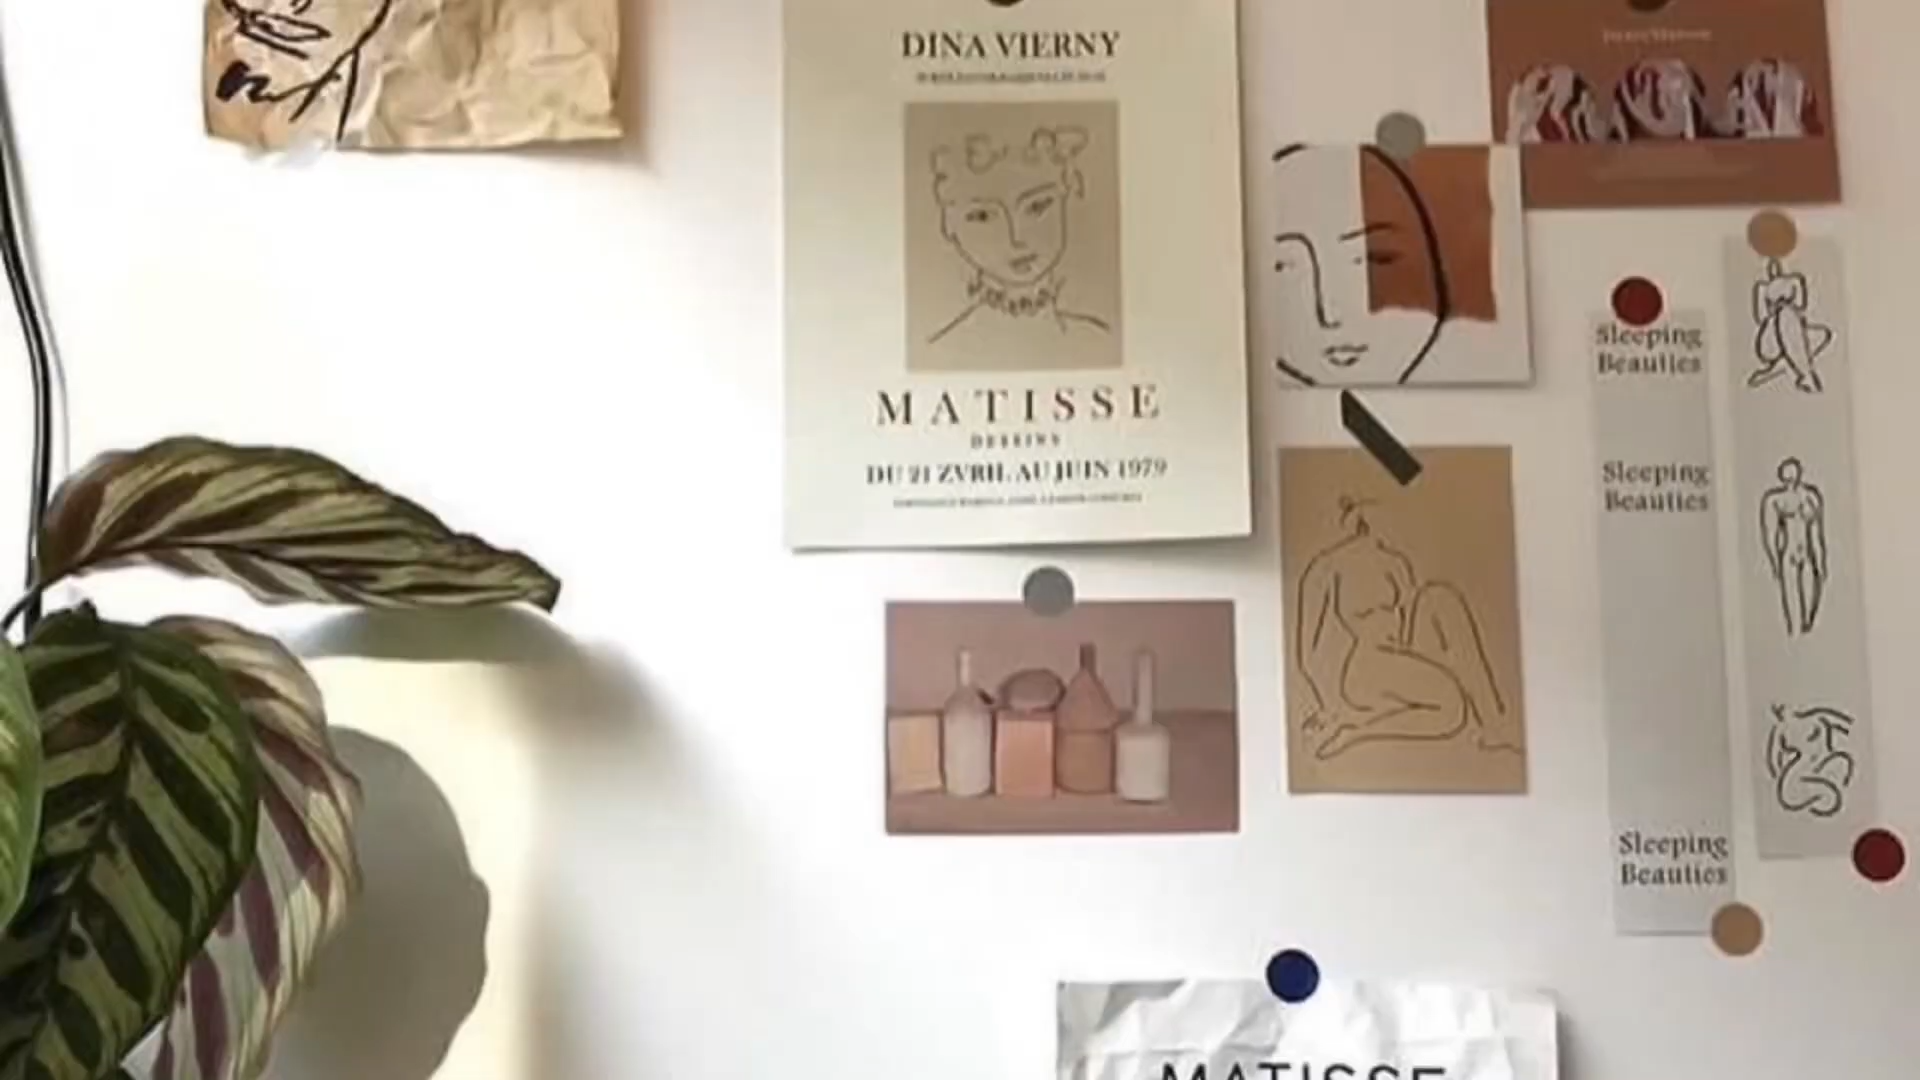 DINA VIERNY
MATISSE
DESSINS
DU 21 ZVRIL AU JUIN 1979
Sleeping
Beauties
Sleeping
Beauties
Sleeping
Beauties
MATISSE